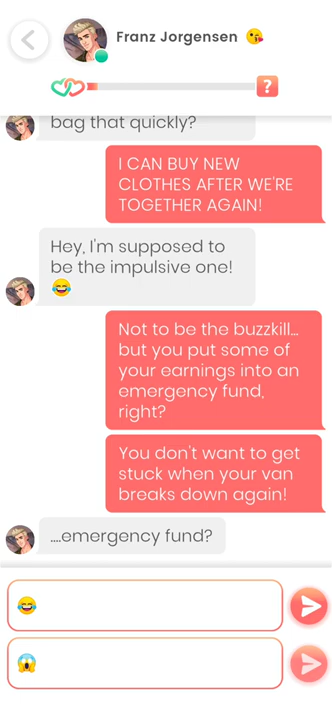 Franz Jorgensen 😘
?
bag that quickly?
I CAN BUY NEW
CLOTHES AFTER WE'RE
TOGETHER AGAIN!
Hey, I'm supposed to
be the impulsive one!
😂
Not to be the buzzkill...
but you put some of
your earnings into an
emergency fund,
right?
You don't want to get
stuck when your van
breaks down again!
....emergency fund?
😂
😱